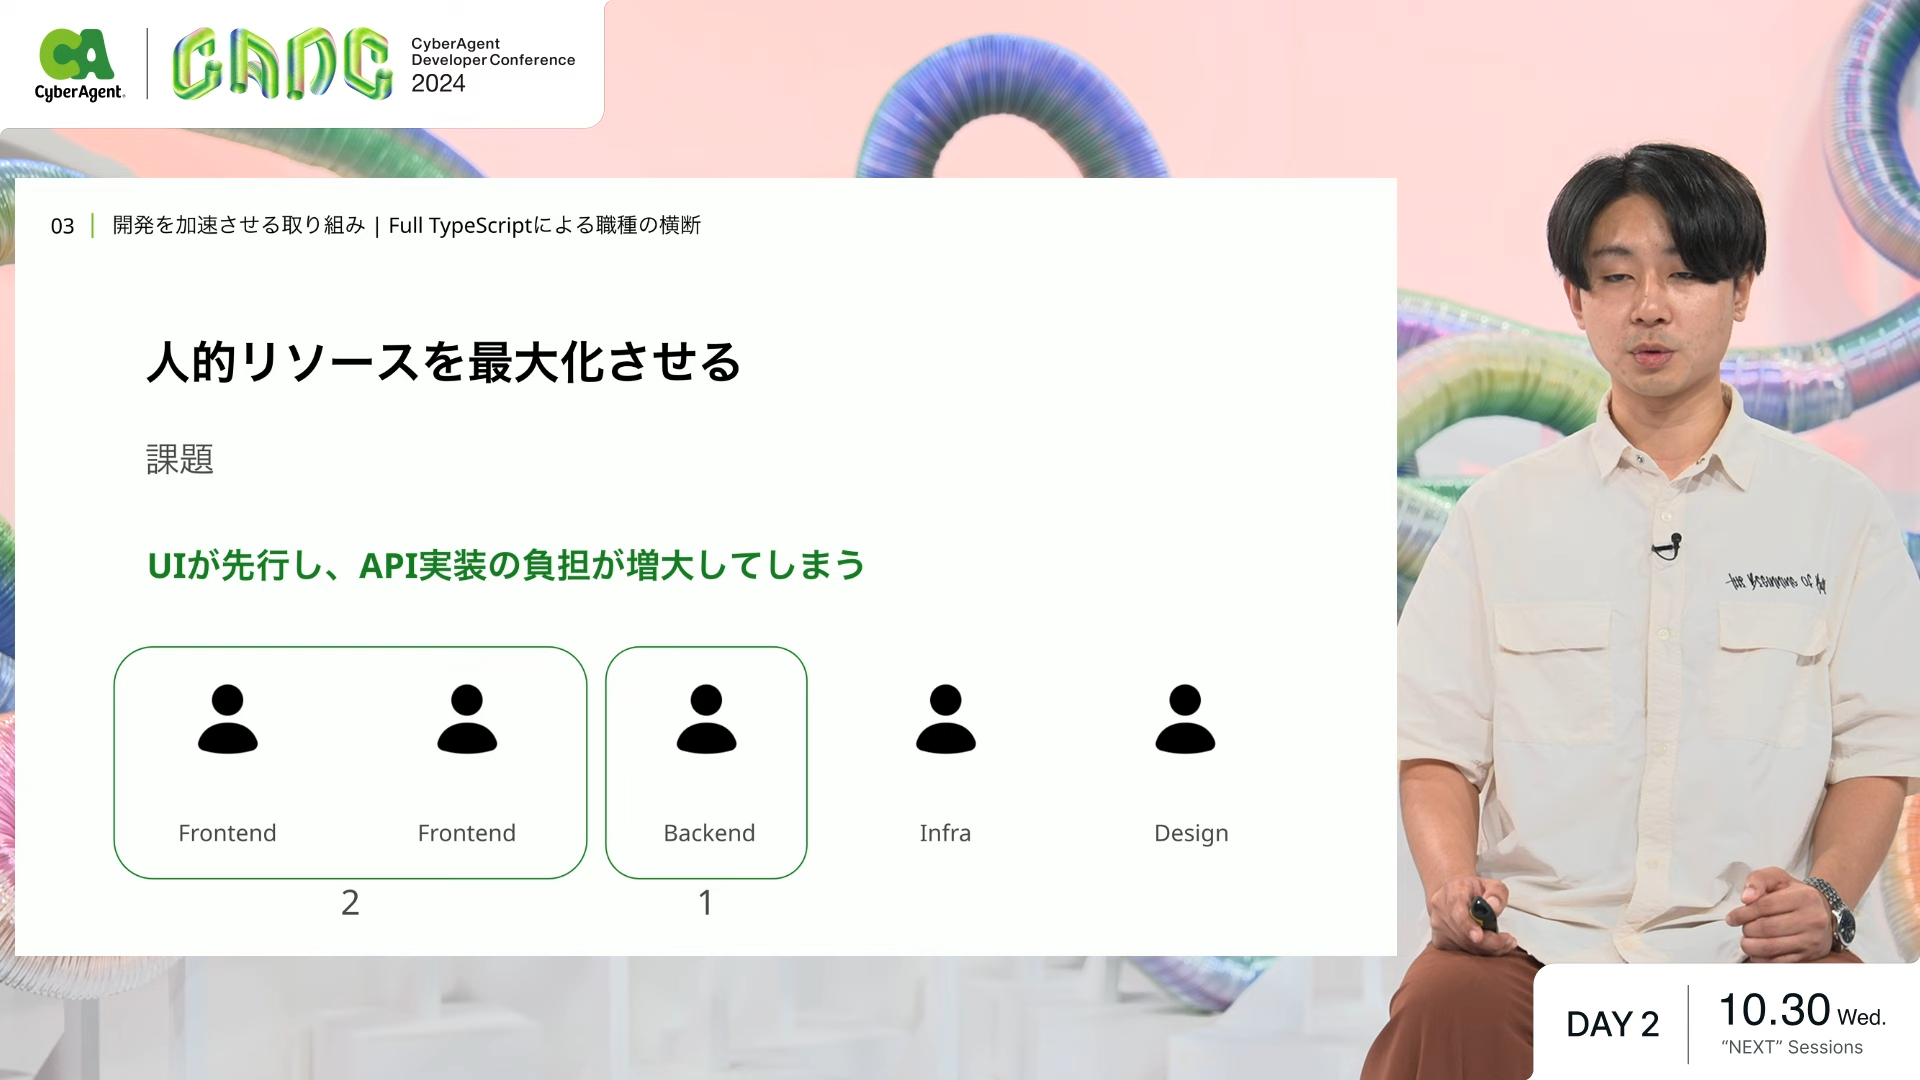 CyberAgent
CADC
CyberAgent
Developer Conference
2024
03
開発を加速させる取り組み | Full TypeScriptによる職種の横断
人的リソースを最大化させる
課題
UIが先行し、API実装の負担が増大してしまう
Frontend
Frontend
Backend
Infra
Design
2
1
DAY 2
10.30 Wed.
“NEXT” Sessions